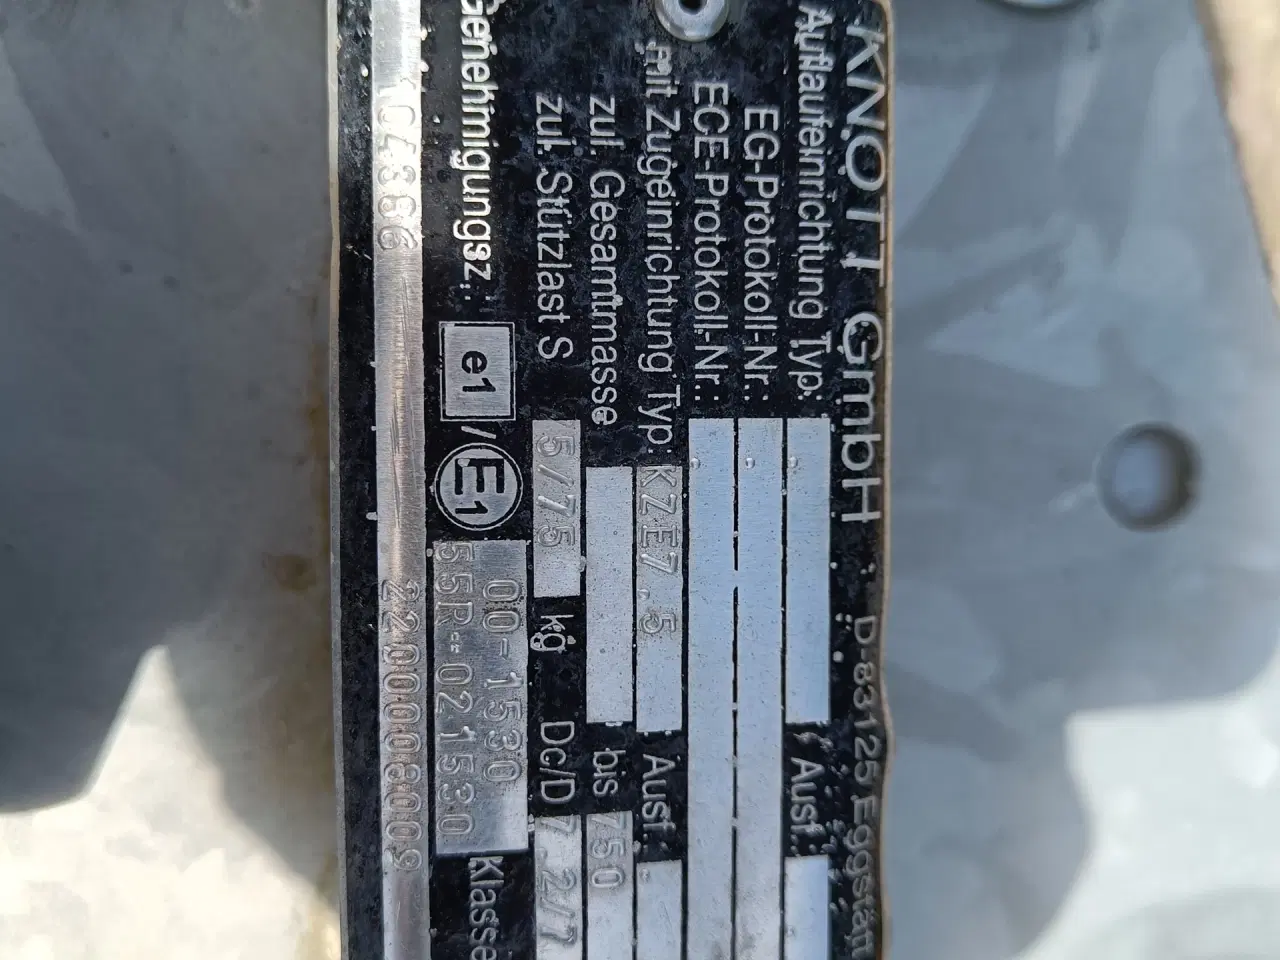 KNOTT GmbH D-83125 Eggstätt
Auflaufeinrichtung Typ: Ausf.:
EG-Protokoll-Nr.:
ECE-Protokoll-Nr.:
mit Zugeinrichtung Typ: KZE7.5 Ausf.:
zul. Gesamtmasse bis 750
zul. Stützlast S 5/75 kg Dc/D 7.2/7
Genehmigungsz.: e1 / E1 00-1530
55R-021530 Klasse
104386 2200008009